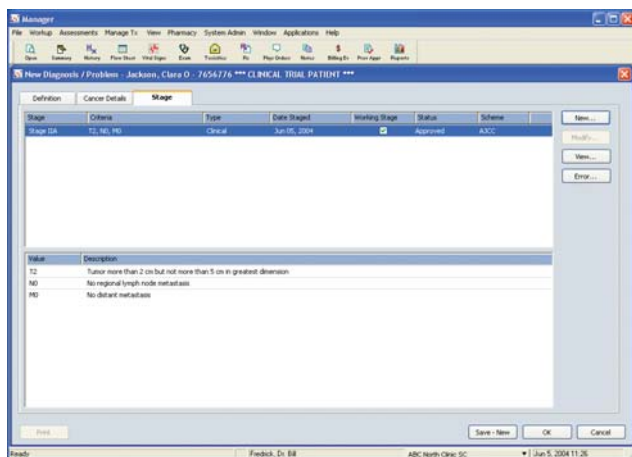 Manager
File Workup Assessments Manage Tx View Pharmacy System Admin Window Applications Help
Open Summary History Flow Sheet Vital Signs Exam Toxicities Rx Phys Orders Notes Billing Ex Prior Appr Reports
New Diagnosis / Problem - Jackson, Clara O - 7656776 *** CLINICAL TRIAL PATIENT ***
Definition Cancer Details Stage
Stage Criteria Type Date Staged Working Stage Status Scheme
Stage IIA T2, N0, M0 Clinical Jun 05, 2004 Approved AJCC
New...
Modify...
View...
Error...
Value Description
T2 Tumor more than 2 cm but not more than 5 cm in greatest dimension
N0 No regional lymph node metastasis
M0 No distant metastasis
Print Save - New OK Cancel
Ready Fredrick, Dr. Bill ABC North Clinic SC Jun 5, 2004 11:26